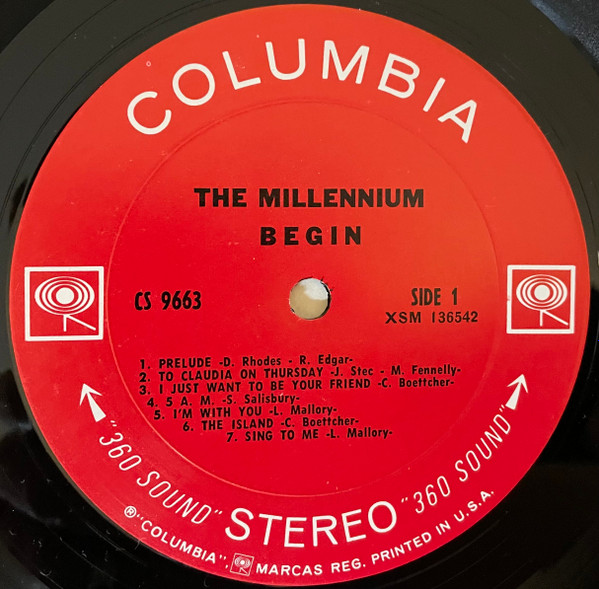 COLUMBIA
THE MILLENNIUM
BEGIN
CS 9663
SIDE 1
XSM 136542
1. PRELUDE -D. Rhodes - R. Edgar-
2. TO CLAUDIA ON THURSDAY -J. Stec - M. Fennelly-
3. I JUST WANT TO BE YOUR FRIEND -C. Boettcher-
4. 5 A. M. -S. Salisbury-
5. I'M WITH YOU -L. Mallory-
6. THE ISLAND -C. Boettcher-
7. SING TO ME -L. Mallory-
"360 SOUND" STEREO "360 SOUND"
®"COLUMBIA", MARCAS REG. PRINTED IN U.S.A.